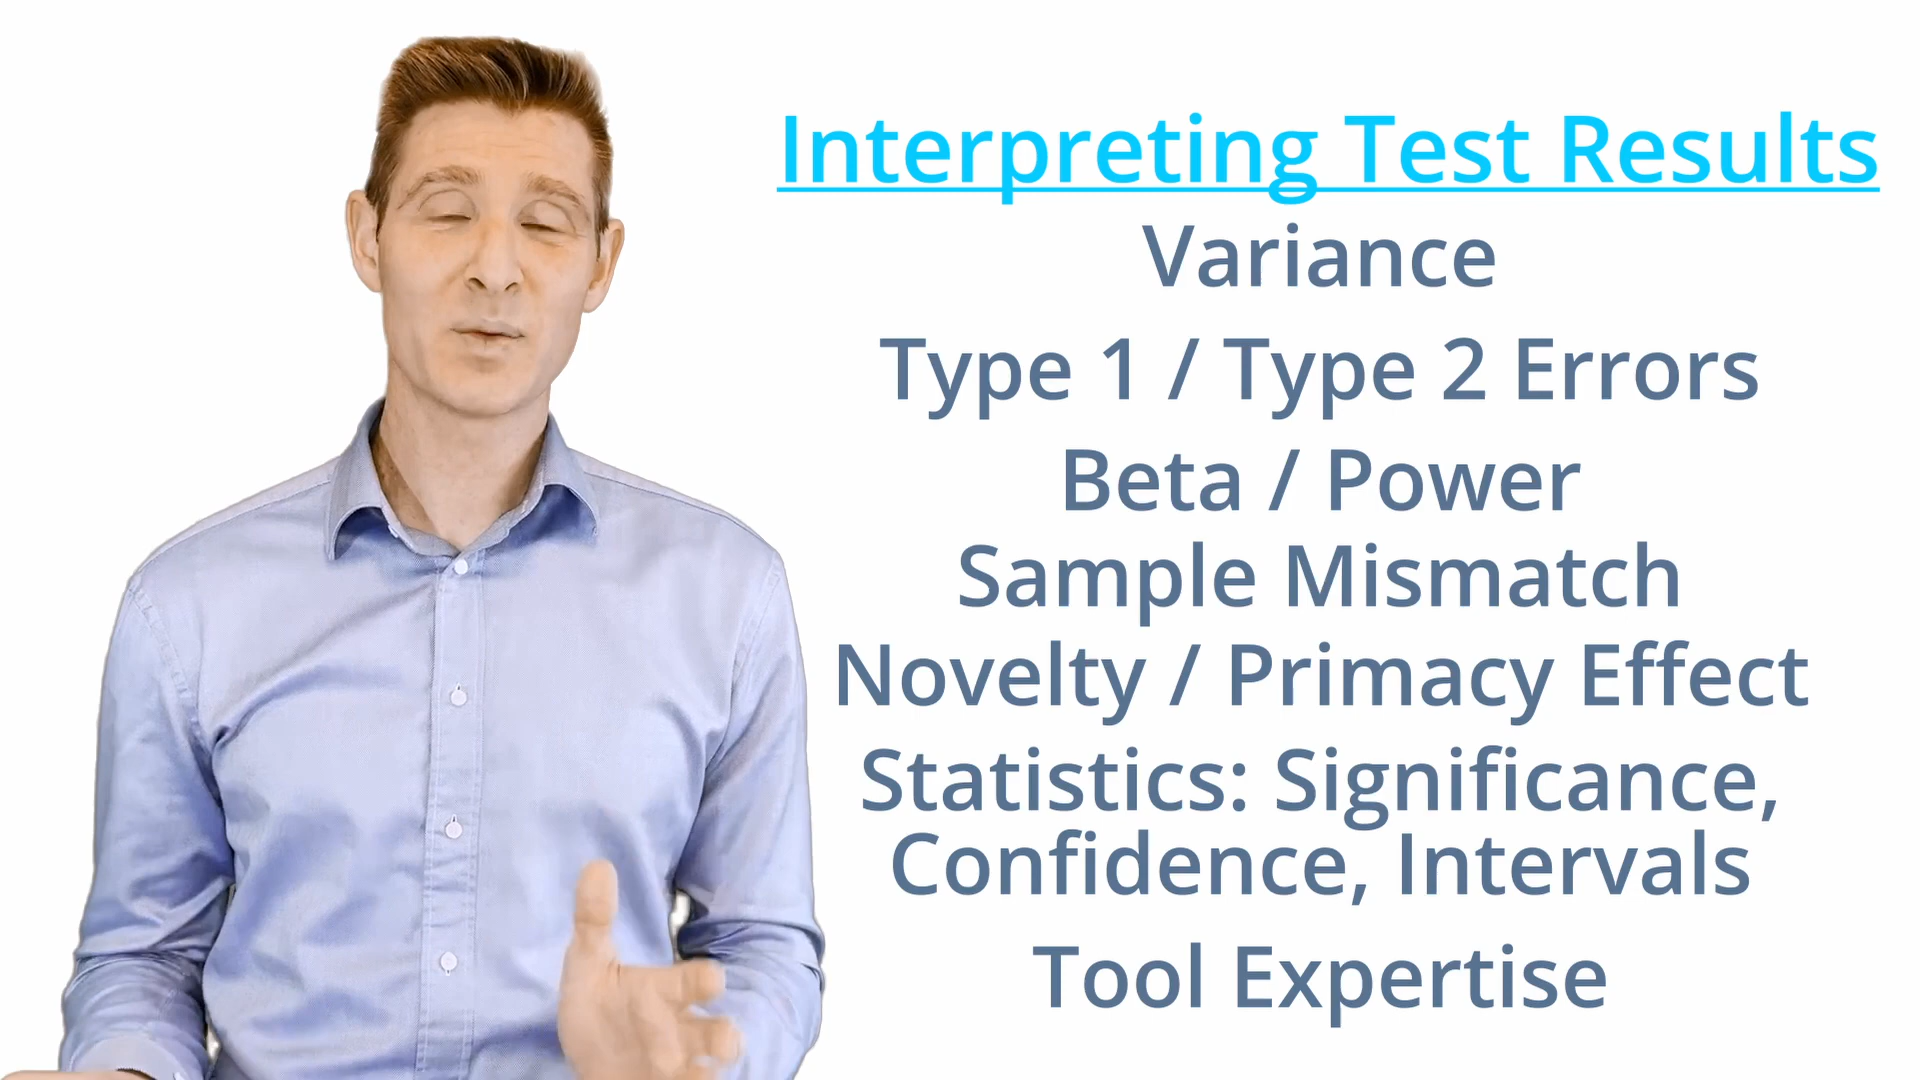 Interpreting Test Results
Variance
Type 1 / Type 2 Errors
Beta / Power
Sample Mismatch
Novelty / Primacy Effect
Statistics: Significance,
Confidence, Intervals
Tool Expertise